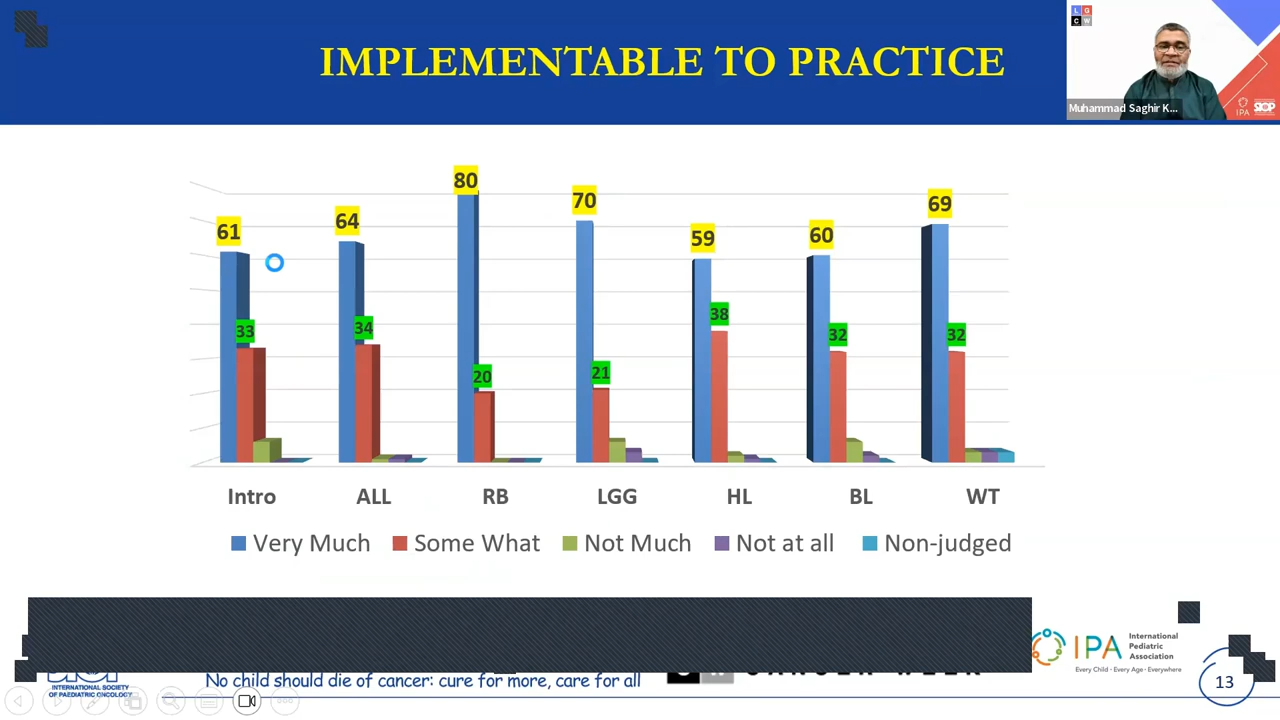 IMPLEMENTABLE TO PRACTICE
L G
C W
Muhammad Saghir K...
IPA SIOP
61 33
64 34
80 20
70 21
59 38
60 32
69 32
Intro ALL RB LGG HL BL WT
Very Much Some What Not Much Not at all Non-judged
IPA International
Pediatric
Association
Every Child · Every Age · Everywhere
INTERNATIONAL SOCIETY
OF PAEDIATRIC ONCOLOGY
No child should die of cancer: cure for more, care for all
13